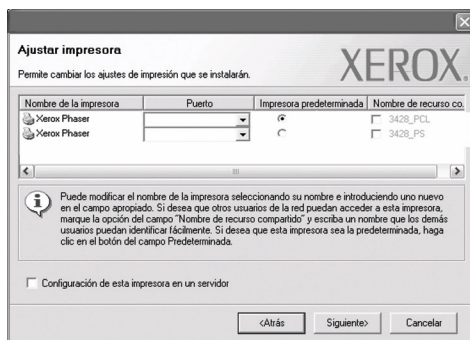 Ajustar impresora
Permite cambiar los ajustes de impresión que se instalarán.
XEROX.
Nombre de la impresora Puerto Impresora predeterminada Nombre de recurso co.
Xerox Phaser 3428_PCL
Xerox Phaser 3428_PS
Puede modificar el nombre de la impresora seleccionando su nombre e introduciendo uno nuevo
en el campo apropiado. Si desea que otros usuarios de la red puedan acceder a esta impresora,
marque la opción del campo "Nombre de recurso compartido" y escriba un nombre que los demás
usuarios puedan identificar fácilmente. Si desea que esta impresora sea la predeterminada, haga
clic en el botón del campo Predeterminada.
Configuración de esta impresora en un servidor
<Atrás Siguiente> Cancelar